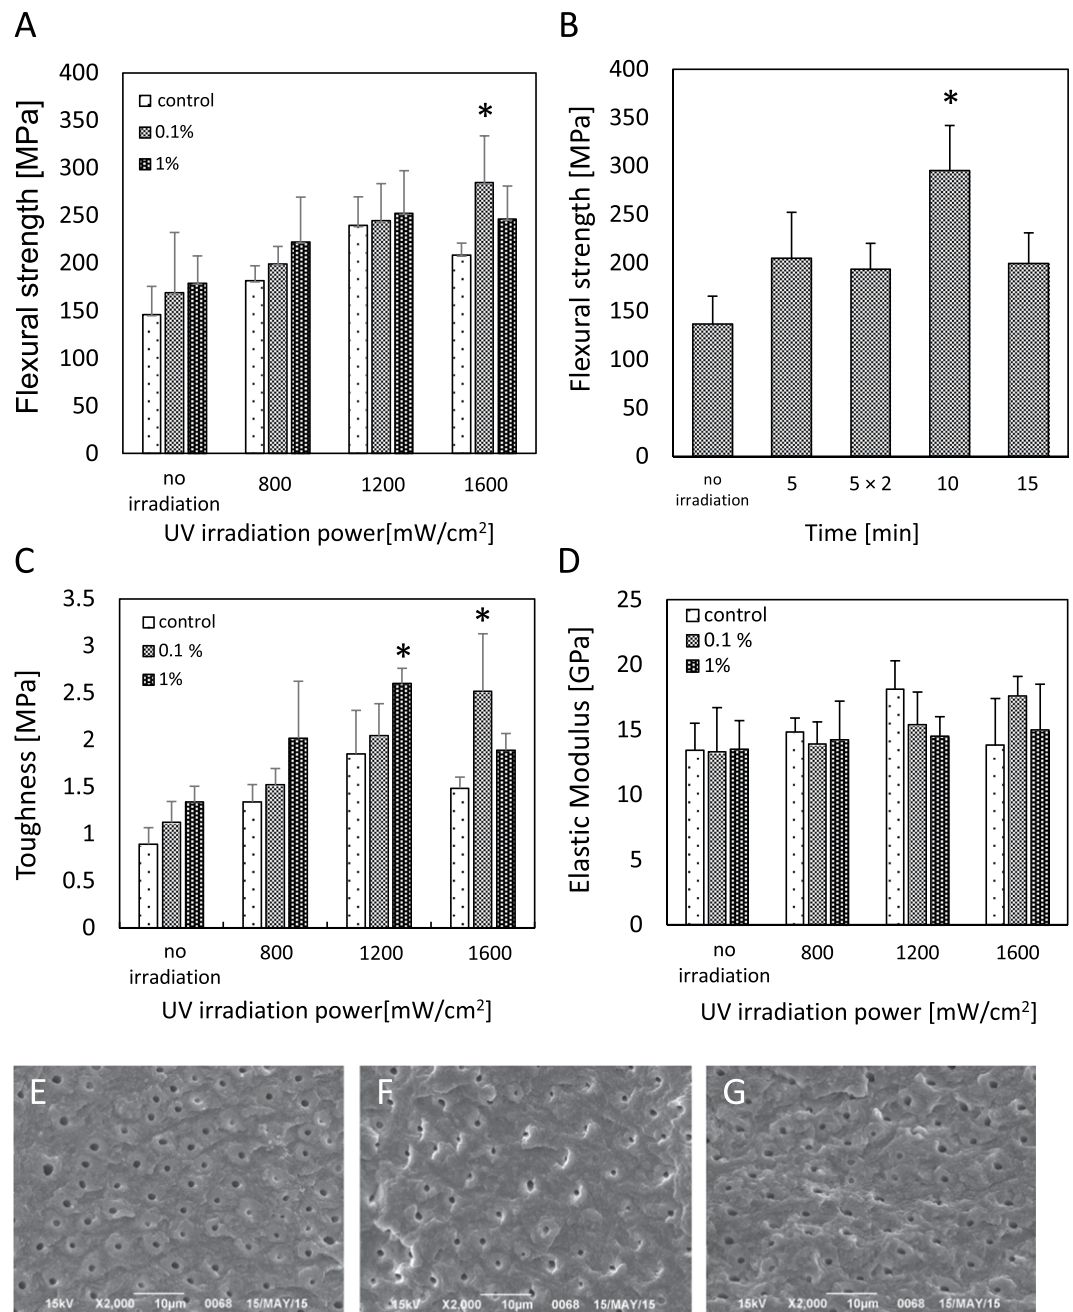 A
Flexural strength [MPa]
400
350
300
250
200
150
100
50
0
control
0.1%
1%
*
no
irradiation
800
1200
1600
UV irradiation power[mW/cm²]
B
Flexural strength [MPa]
400
350
300
250
200
150
100
50
0
*
no
irradiation
5
5 × 2
10
15
Time [min]
C
Toughness [MPa]
3.5
3
2.5
2
1.5
1
0.5
0
control
0.1 %
1%
*
*
no
irradiation
800
1200
1600
UV irradiation power[mW/cm²]
D
Elastic Modulus [GPa]
25
20
15
10
5
0
control
0.1 %
1%
no
irradiation
800
1200
1600
UV irradiation power [mW/cm²]
E
15kV X2,000 10µm 0068 15/MAY/15
F
15kV X2,000 10µm 0068 15/MAY/15
G
15kV X2,000 10µm 0068 15/MAY/15